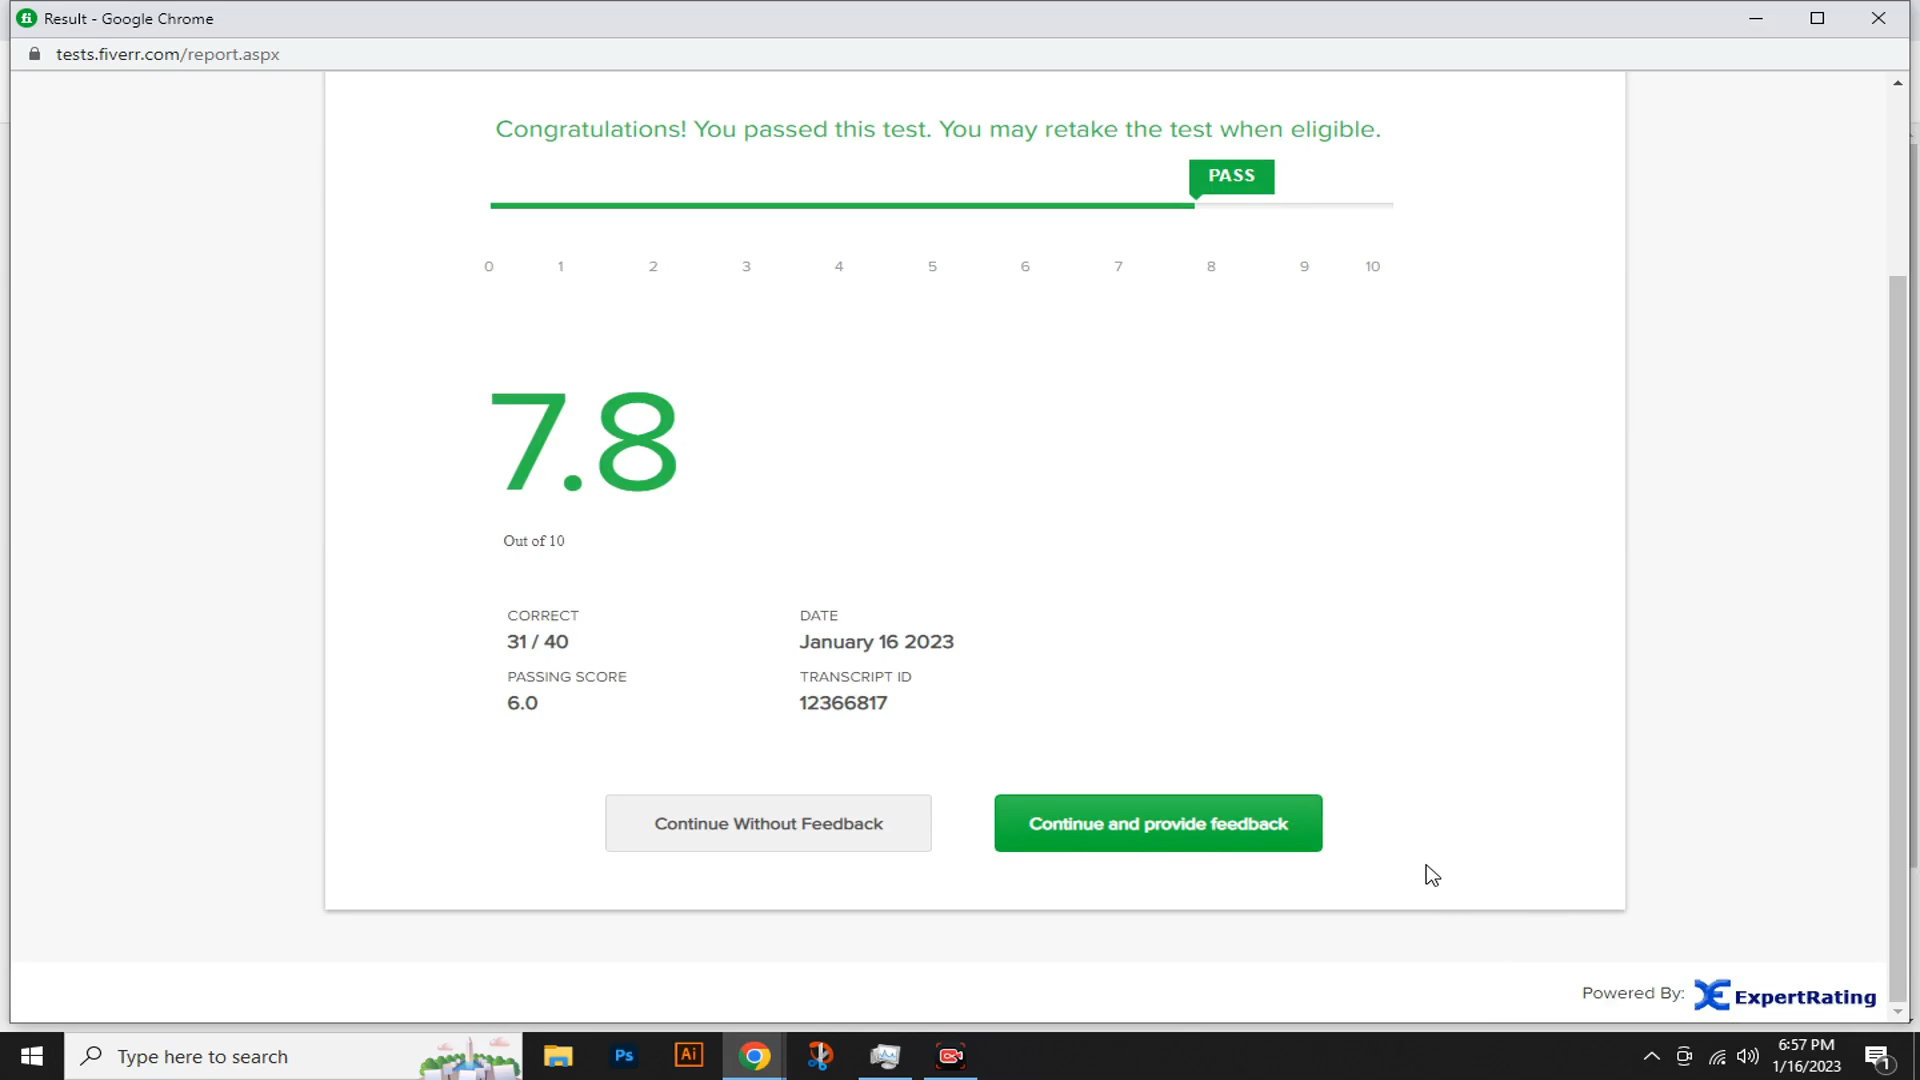 Result - Google Chrome
tests.fiverr.com/report.aspx
Congratulations! You passed this test. You may retake the test when eligible.
PASS
0 1 2 3 4 5 6 7 8 9 10
7.8
Out of 10
CORRECT DATE
31 / 40 January 16 2023
PASSING SCORE TRANSCRIPT ID
6.0 12366817
Continue Without Feedback Continue and provide feedback
Powered By: ExpertRating
Type here to search
Ps
Ai
6:57 PM
1/16/2023
1